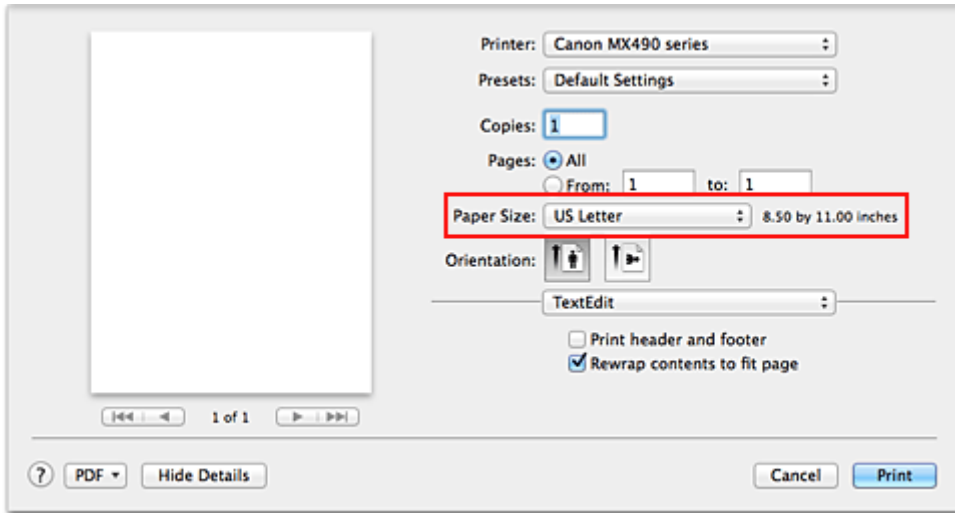 Printer: Canon MX490 series
Presets: Default Settings
Copies: 1
Pages: All
From: 1 to: 1
Paper Size: US Letter 8.50 by 11.00 inches
Orientation:
TextEdit
Print header and footer
Rewrap contents to fit page
1 of 1
? PDF Hide Details Cancel Print